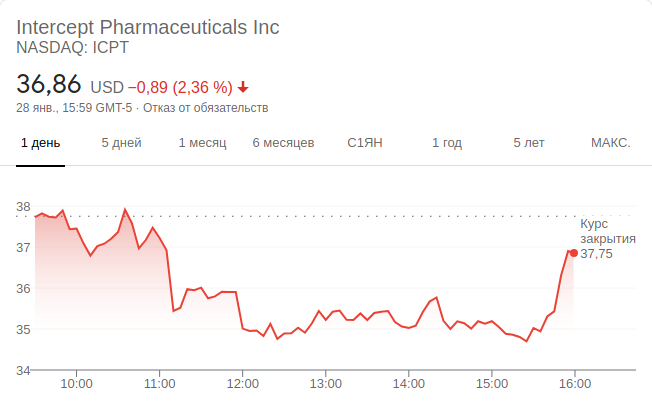 Intercept Pharmaceuticals Inc
NASDAQ: ICPT
36,86 USD −0,89 (2,36 %)
28 янв., 15:59 GMT-5 · Отказ от обязательств
1 день 5 дней 1 месяц 6 месяцев С1ЯН 1 год 5 лет МАКС.
38
Курс
закрытия
37,75
37
36
35
34
10:00 11:00 12:00 13:00 14:00 15:00 16:00